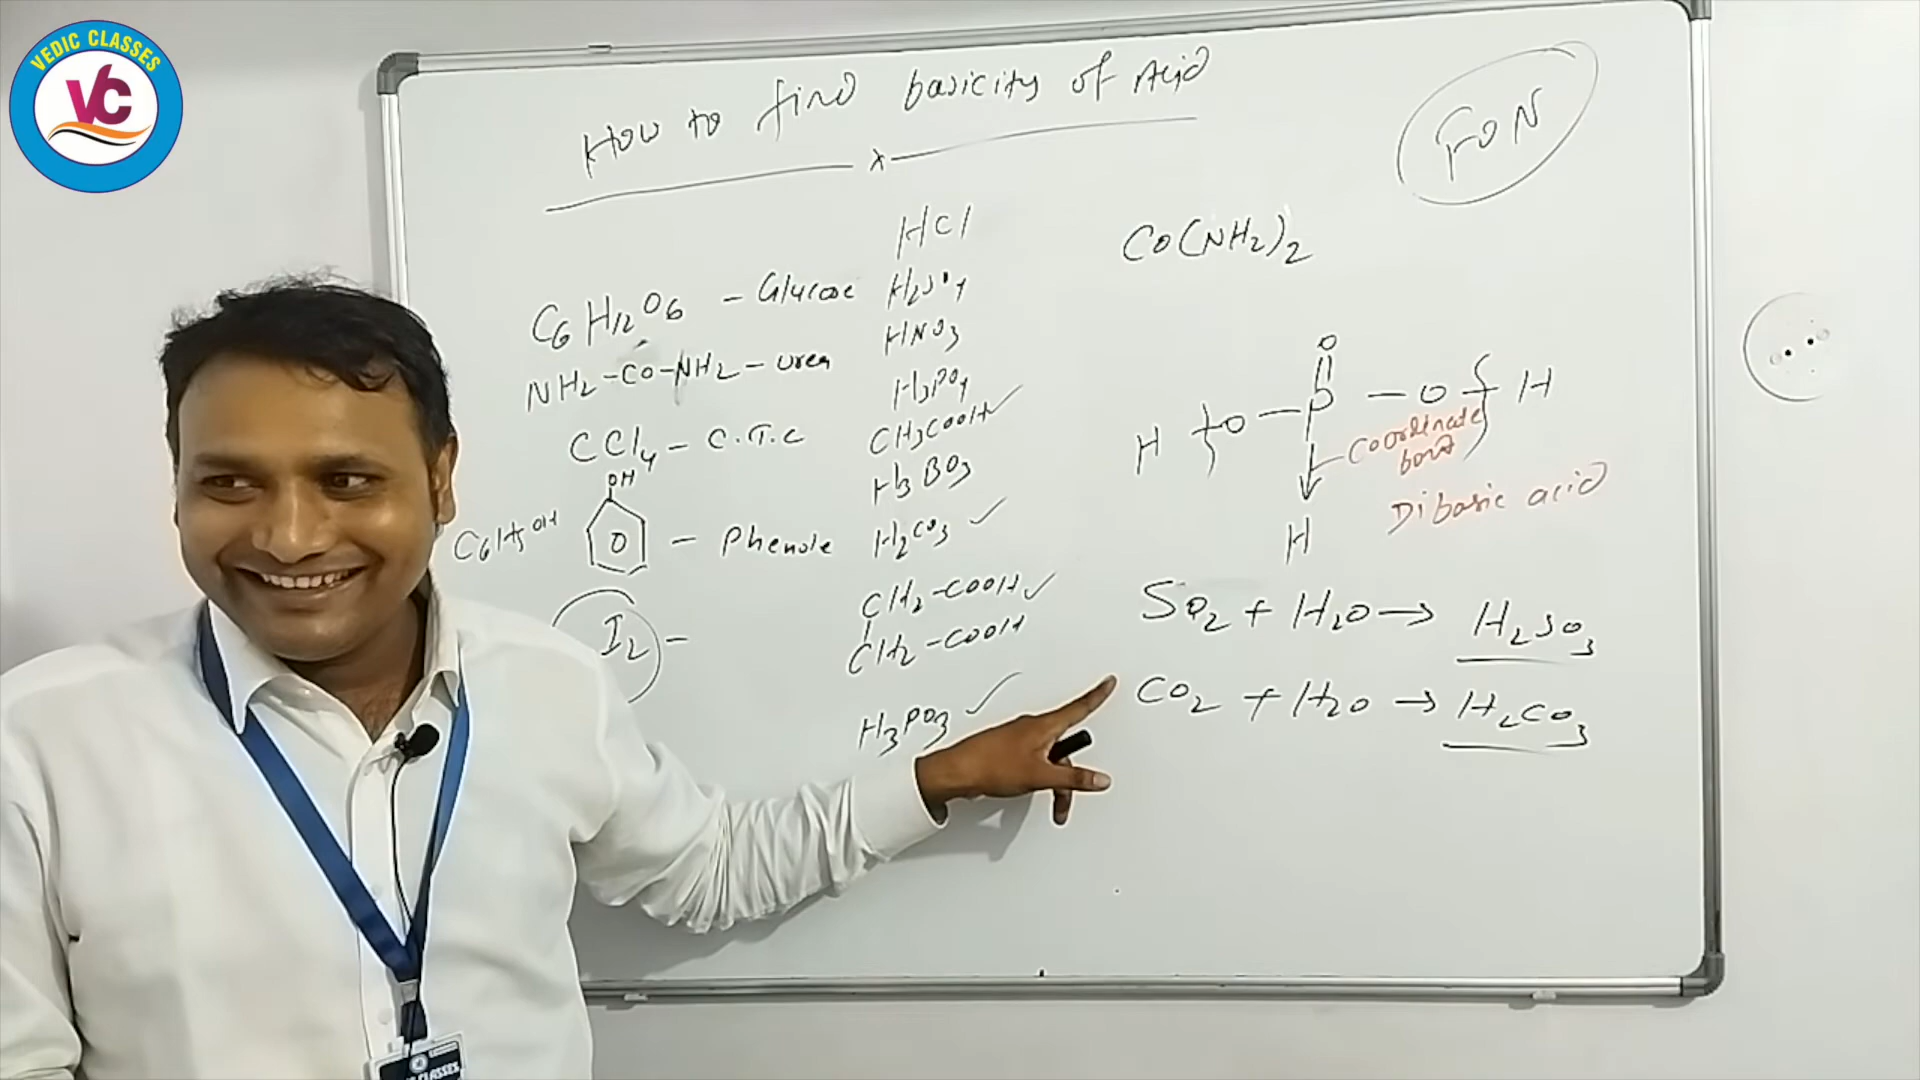 VEDIC CLASSES
VC
How to find basicity of Acid
x
FON
HCl
CO(NH2)2
C6H12O6 - Glucose
H2SO4
HNO3
NH2-CO-NH2 - Urea
H3PO4
CCl4 - C.T.C
CH3COOH ✓
H3BO3
OH
C6H5OH
O
- Phenole
H2CO3 ✓
I2 -
CH2-COOH ✓
CH2-COOH
H3PO3 ✓
O
H O - P - O H
Coordinate
bond
H
Dibasic acid
SO2 + H2O → H2SO3
CO2 + H2O → H2CO3
CLASSES